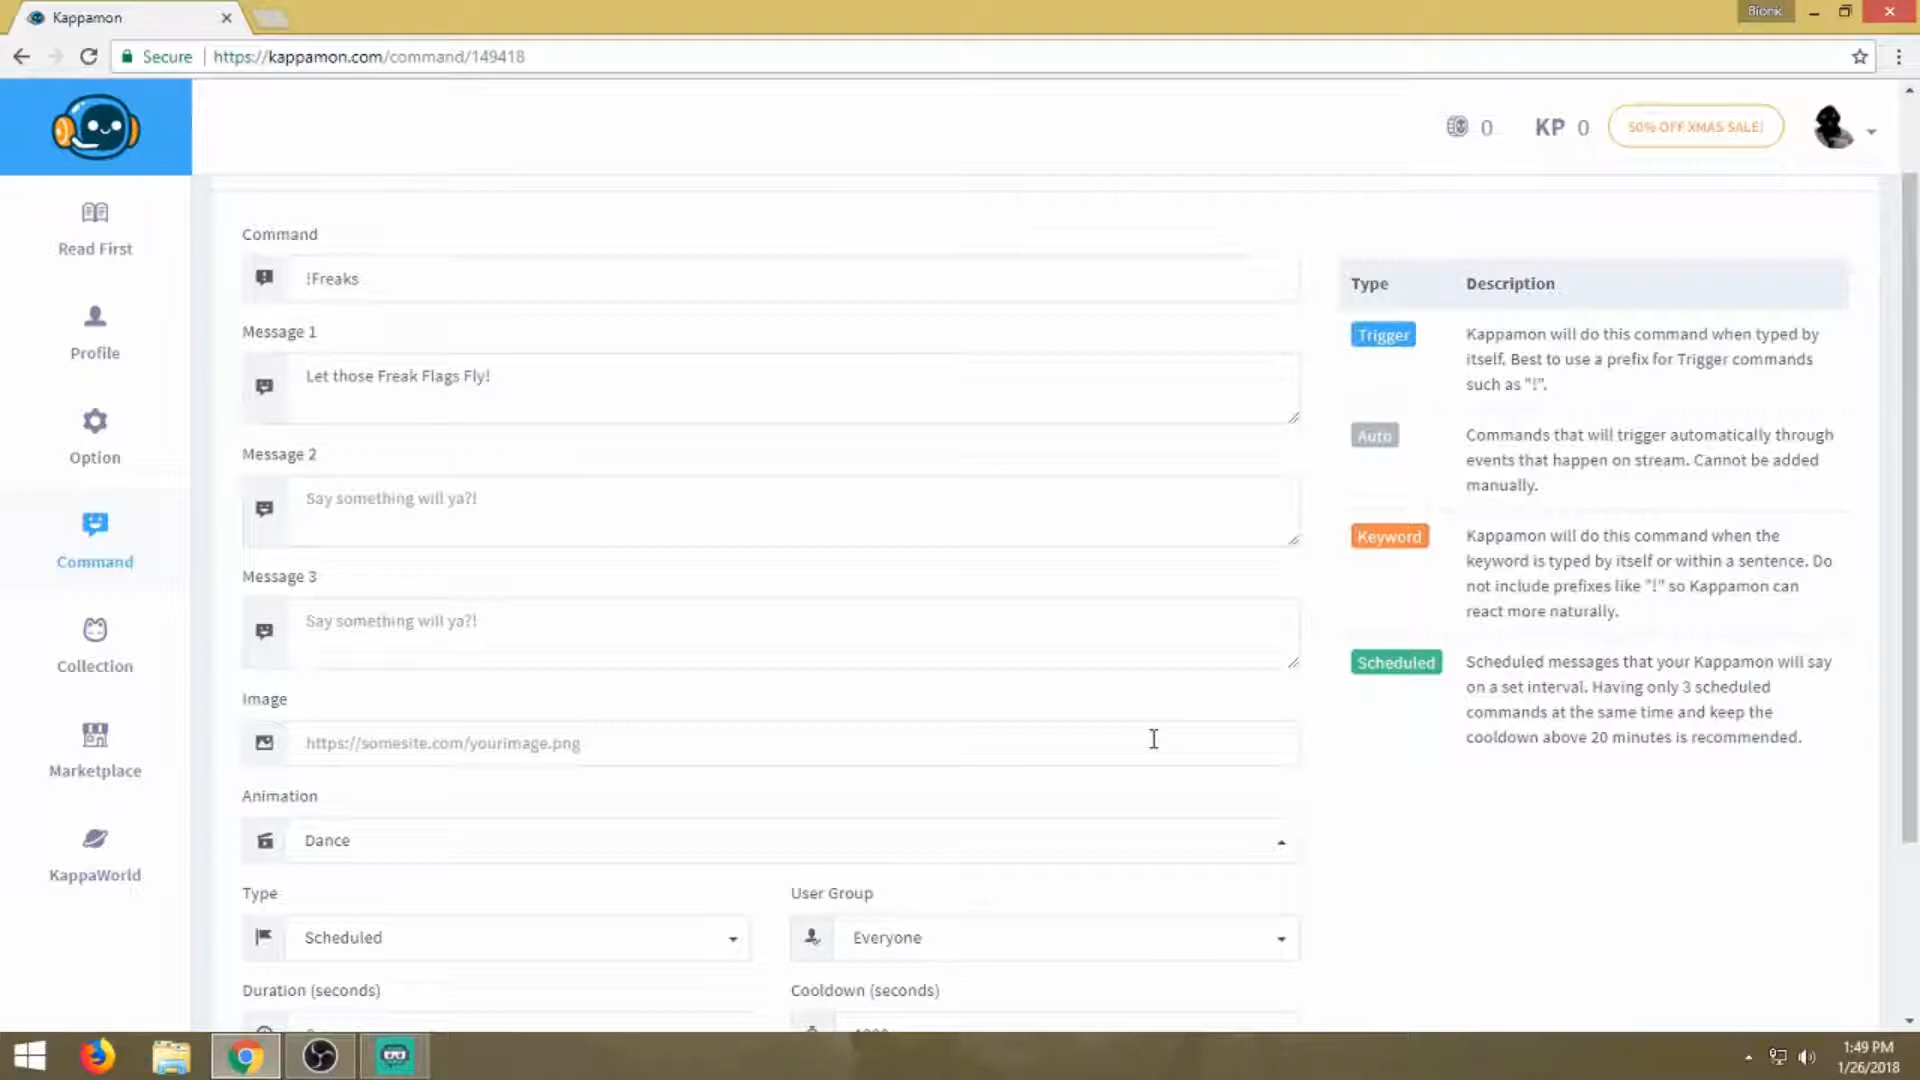 Kappamon
Bionik
Secure
https://kappamon.com/command/149418
0
KP 0
50% OFF XMAS SALE!
Read First
Profile
Option
Command
Collection
Marketplace
KappaWorld
Command
!Freaks
Message 1
Let those Freak Flags Fly!
Message 2
Say something will ya?!
Message 3
Say something will ya?!
Image
https://somesite.com/yourimage.png
Animation
Dance
Type
Scheduled
User Group
Everyone
Duration (seconds)
Cooldown (seconds)
Type Description
Trigger
Kappamon will do this command when typed by
itself. Best to use a prefix for Trigger commands
such as "!".
Auto
Commands that will trigger automatically through
events that happen on stream. Cannot be added
manually.
Keyword
Kappamon will do this command when the
keyword is typed by itself or within a sentence. Do
not include prefixes like "!" so Kappamon can
react more naturally.
Scheduled
Scheduled messages that your Kappamon will say
on a set interval. Having only 3 scheduled
commands at the same time and keep the
cooldown above 20 minutes is recommended.
1:49 PM
1/26/2018